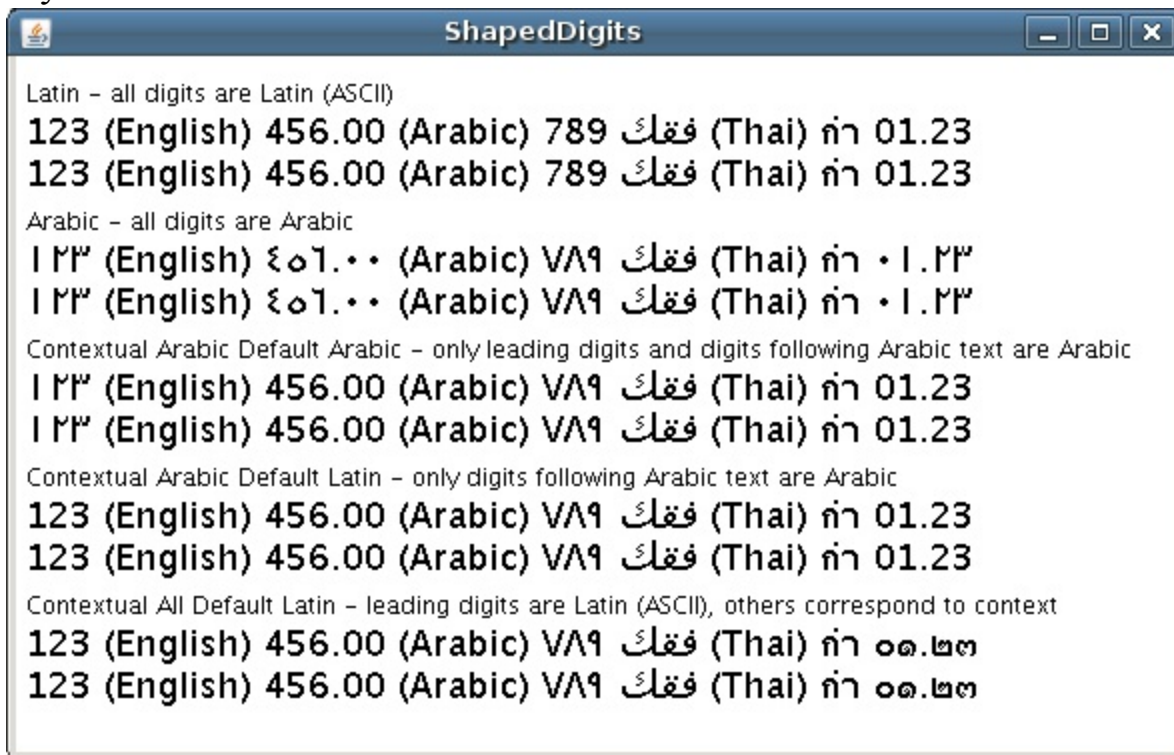 ShapedDigits
Latin – all digits are Latin (ASCII)
123 (English) 456.00 (Arabic) فقك 789 (Thai) กำ 01.23
123 (English) 456.00 (Arabic) فقك 789 (Thai) กำ 01.23
Arabic – all digits are Arabic
١٢٣ (English) ٤٥٦.٠٠ (Arabic) فقك ٧٨٩ (Thai) กำ ٠١.٢٣
١٢٣ (English) ٤٥٦.٠٠ (Arabic) فقك ٧٨٩ (Thai) กำ ٠١.٢٣
Contextual Arabic Default Arabic – only leading digits and digits following Arabic text are Arabic
١٢٣ (English) 456.00 (Arabic) فقك ٧٨٩ (Thai) กำ 01.23
١٢٣ (English) 456.00 (Arabic) فقك ٧٨٩ (Thai) กำ 01.23
Contextual Arabic Default Latin – only digits following Arabic text are Arabic
123 (English) 456.00 (Arabic) فقك ٧٨٩ (Thai) กำ 01.23
123 (English) 456.00 (Arabic) فقك ٧٨٩ (Thai) กำ 01.23
Contextual All Default Latin – leading digits are Latin (ASCII), others correspond to context
123 (English) 456.00 (Arabic) فقك ٧٨٩ (Thai) กำ ๐๑.๒๓
123 (English) 456.00 (Arabic) فقك ٧٨٩ (Thai) กำ ๐๑.๒๓